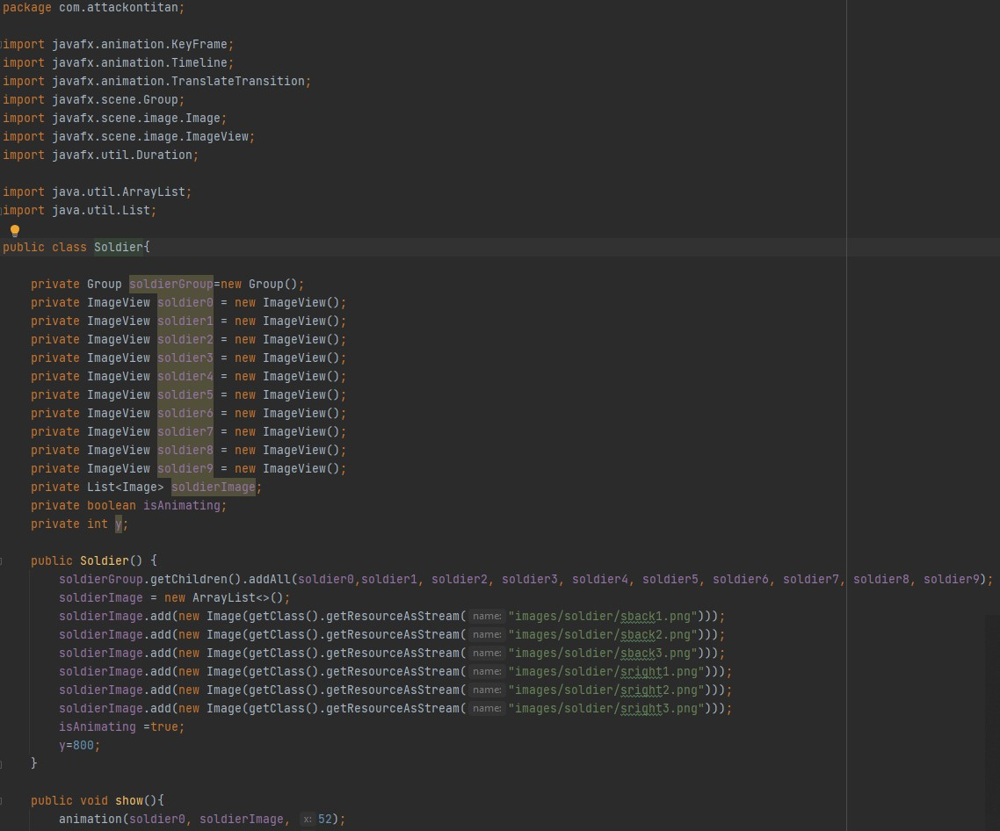 package com.attackontitan;
import javafx.animation.KeyFrame;
import javafx.animation.Timeline;
import javafx.animation.TranslateTransition;
import javafx.scene.Group;
import javafx.scene.image.Image;
import javafx.scene.image.ImageView;
import javafx.util.Duration;
import java.util.ArrayList;
import java.util.List;
public class Soldier{
private Group soldierGroup=new Group();
private ImageView soldier0 = new ImageView();
private ImageView soldier1 = new ImageView();
private ImageView soldier2 = new ImageView();
private ImageView soldier3 = new ImageView();
private ImageView soldier4 = new ImageView();
private ImageView soldier5 = new ImageView();
private ImageView soldier6 = new ImageView();
private ImageView soldier7 = new ImageView();
private ImageView soldier8 = new ImageView();
private ImageView soldier9 = new ImageView();
private List<Image> soldierImage;
private boolean isAnimating;
private int y;
public Soldier() {
soldierGroup.getChildren().addAll(soldier0,soldier1, soldier2, soldier3, soldier4, soldier5, soldier6, soldier7, soldier8, soldier9);
soldierImage = new ArrayList<>();
soldierImage.add(new Image(getClass().getResourceAsStream( name: "images/soldier/sback1.png")));
soldierImage.add(new Image(getClass().getResourceAsStream( name: "images/soldier/sback2.png")));
soldierImage.add(new Image(getClass().getResourceAsStream( name: "images/soldier/sback3.png")));
soldierImage.add(new Image(getClass().getResourceAsStream( name: "images/soldier/sright1.png")));
soldierImage.add(new Image(getClass().getResourceAsStream( name: "images/soldier/sright2.png")));
soldierImage.add(new Image(getClass().getResourceAsStream( name: "images/soldier/sright3.png")));
isAnimating =true;
y=800;
}
public void show(){
animation(soldier0, soldierImage, x: 52);